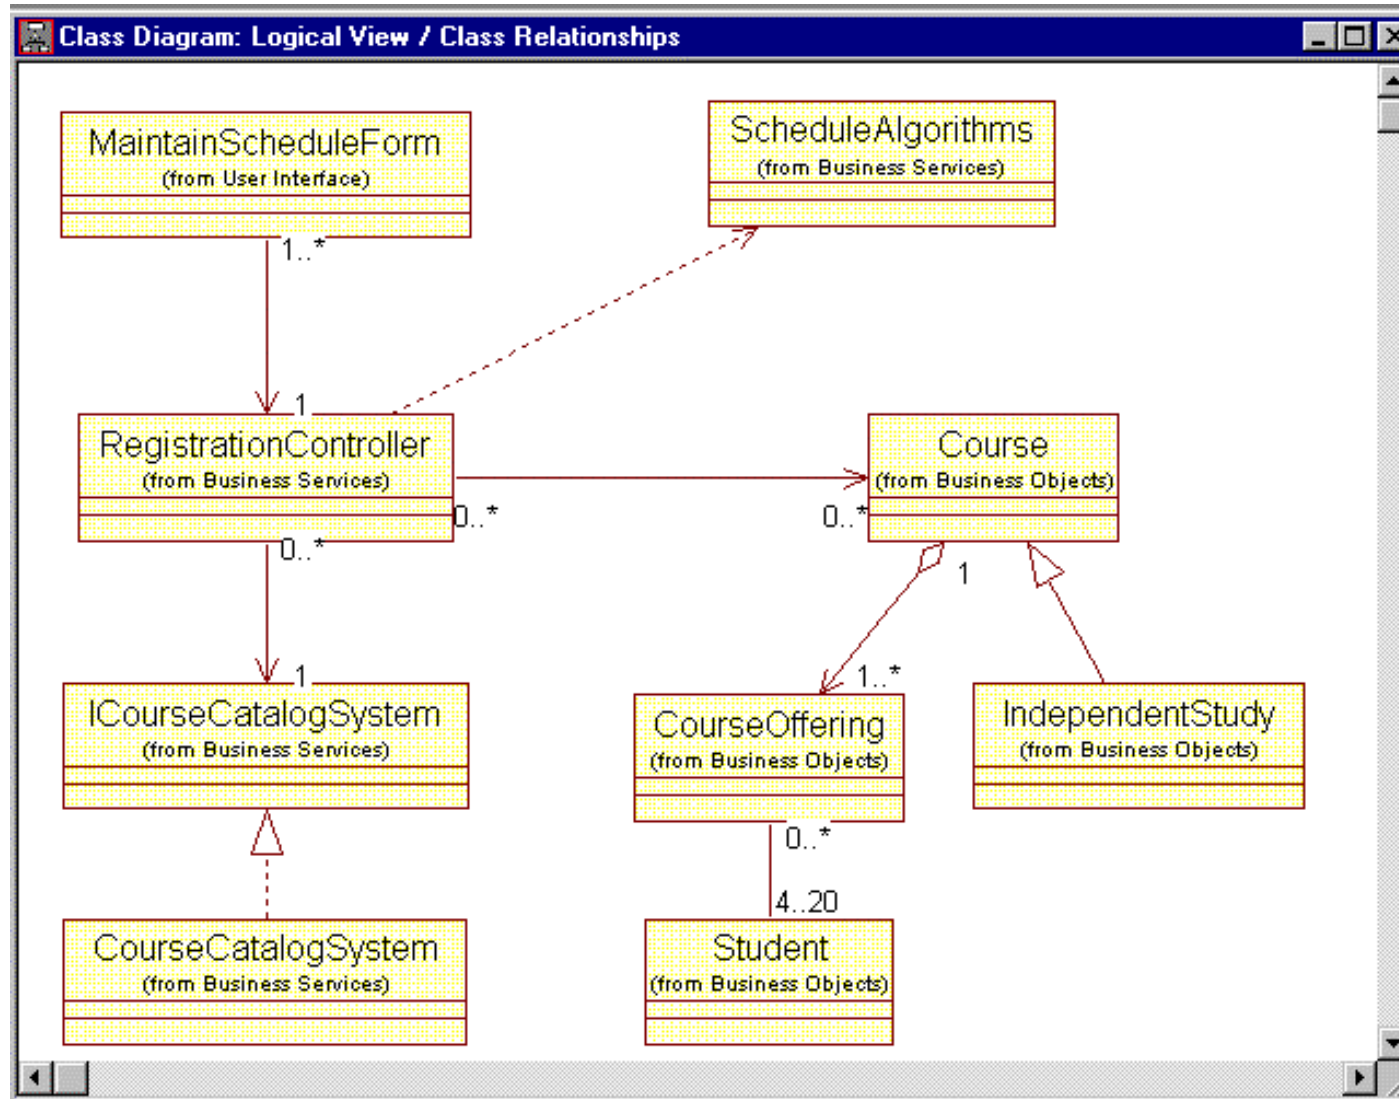 Class Diagram: Logical View / Class Relationships
MaintainScheduleForm
(from User Interface)
ScheduleAlgorithms
(from Business Services)
1..*
1
RegistrationController
(from Business Services)
Course
(from Business Objects)
0..*
0..*
0..*
1
1
1..*
ICourseCatalogSystem
(from Business Services)
CourseOffering
(from Business Objects)
IndependentStudy
(from Business Objects)
0..*
4..20
CourseCatalogSystem
(from Business Services)
Student
(from Business Objects)